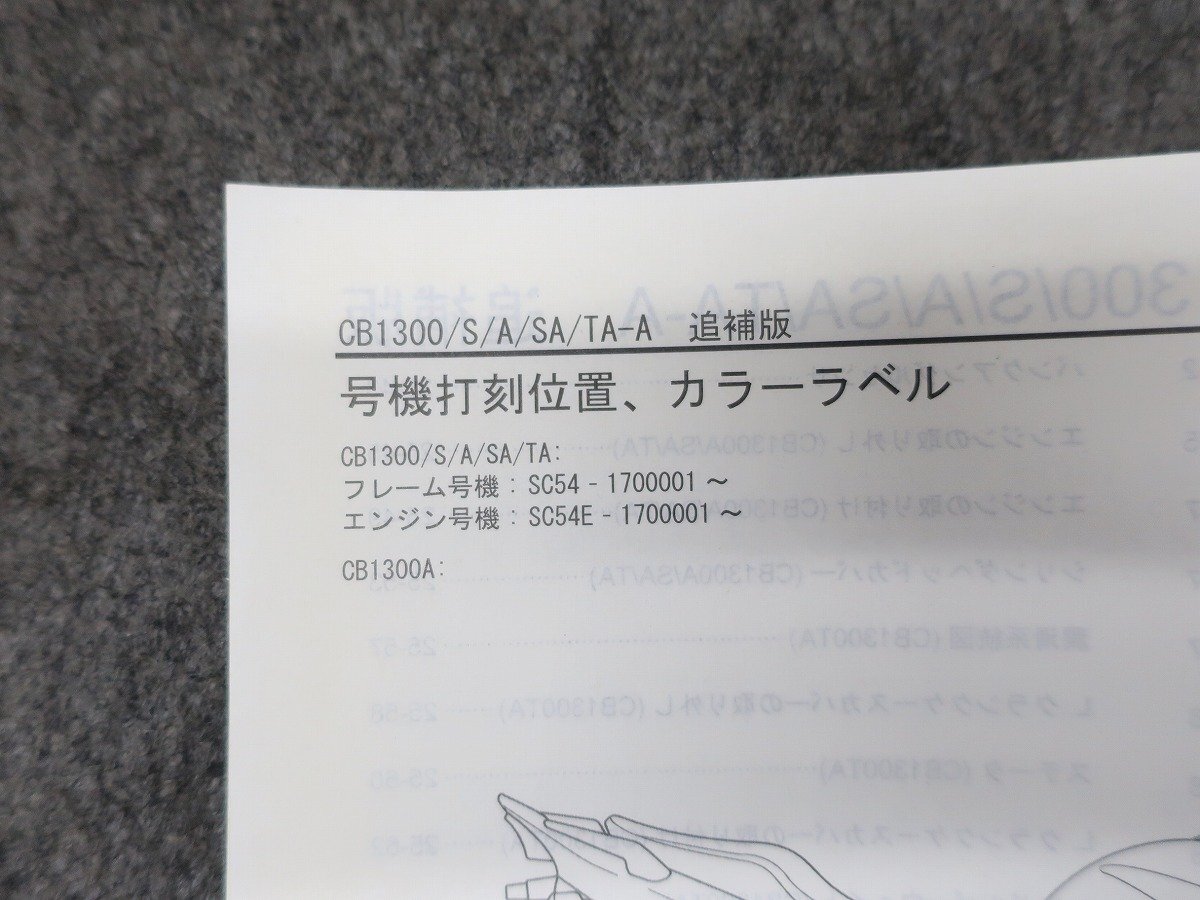 CB1300/S/A/SA/TA-A 追補版
号機打刻位置、カラーラベル
CB1300/S/A/SA/TA:
フレーム号機：SC54 - 1700001 〜
エンジン号機：SC54E - 1700001 〜
CB1300A: